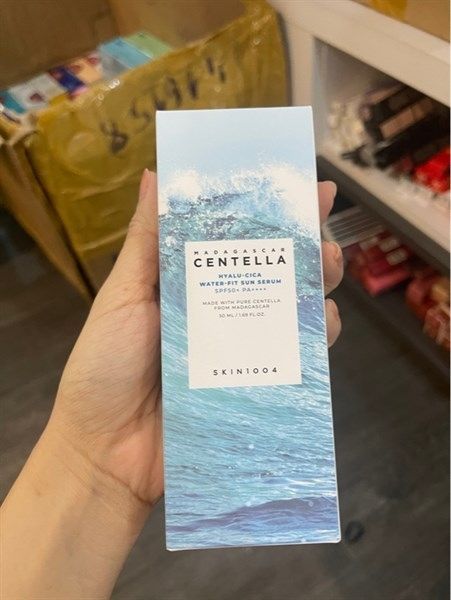 MADAGASCAR
CENTELLA
HYALU-CICA
WATER-FIT SUN SERUM
SPF50+ PA++++
MADE WITH PURE CENTELLA,
FROM MADAGASCAR
50 ML / 1.69 FL.OZ.
SKIN1004